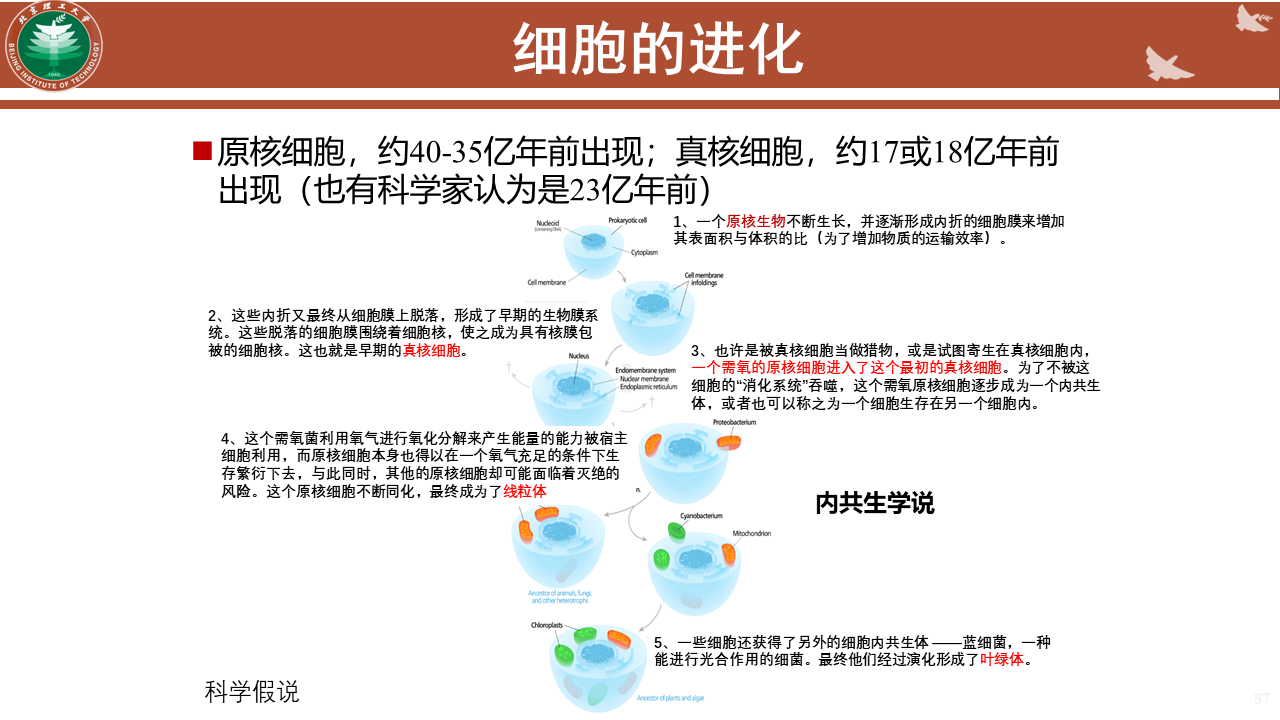 北京理工大学
BEIJING INSTITUTE OF TECHNOLOGY
1940
细胞的进化
原核细胞，约40-35亿年前出现；真核细胞，约17或18亿年前
出现（也有科学家认为是23亿年前）
Nucleoid
(containing DNA)
Prokaryotic cell
Cytoplasm
Cell membrane
1、一个原核生物不断生长，并逐渐形成内折的细胞膜来增加
其表面积与体积的比（为了增加物质的运输效率）。
Cell membrane
infoldings
2、这些内折又最终从细胞膜上脱落，形成了早期的生物膜系
统。这些脱落的细胞膜围绕着细胞核，使之成为具有核膜包
被的细胞核。这也就是早期的真核细胞。
Nucleus
Endomembrane system
Nuclear membrane
Endoplasmic reticulum
3、也许是被真核细胞当做猎物，或是试图寄生在真核细胞内，
一个需氧的原核细胞进入了这个最初的真核细胞。为了不被这
细胞的“消化系统”吞噬，这个需氧原核细胞逐步成为一个内共生
体，或者也可以称之为一个细胞生存在另一个细胞内。
Proteobacterium
4、这个需氧菌利用氧气进行氧化分解来产生能量的能力被宿主
细胞利用，而原核细胞本身也得以在一个氧气充足的条件下生
存繁衍下去，与此同时，其他的原核细胞却可能面临着灭绝的
风险。这个原核细胞不断同化，最终成为了线粒体
n.
内共生学说
Cyanobacterium
Mitochondrion
Ancestor of animals, fungi,
and other heterotrophs
Chloroplasts
5、一些细胞还获得了另外的细胞内共生体 ——蓝细菌，一种
能进行光合作用的细菌。最终他们经过演化形成了叶绿体。
Ancestor of plants and algae
科学假说
87